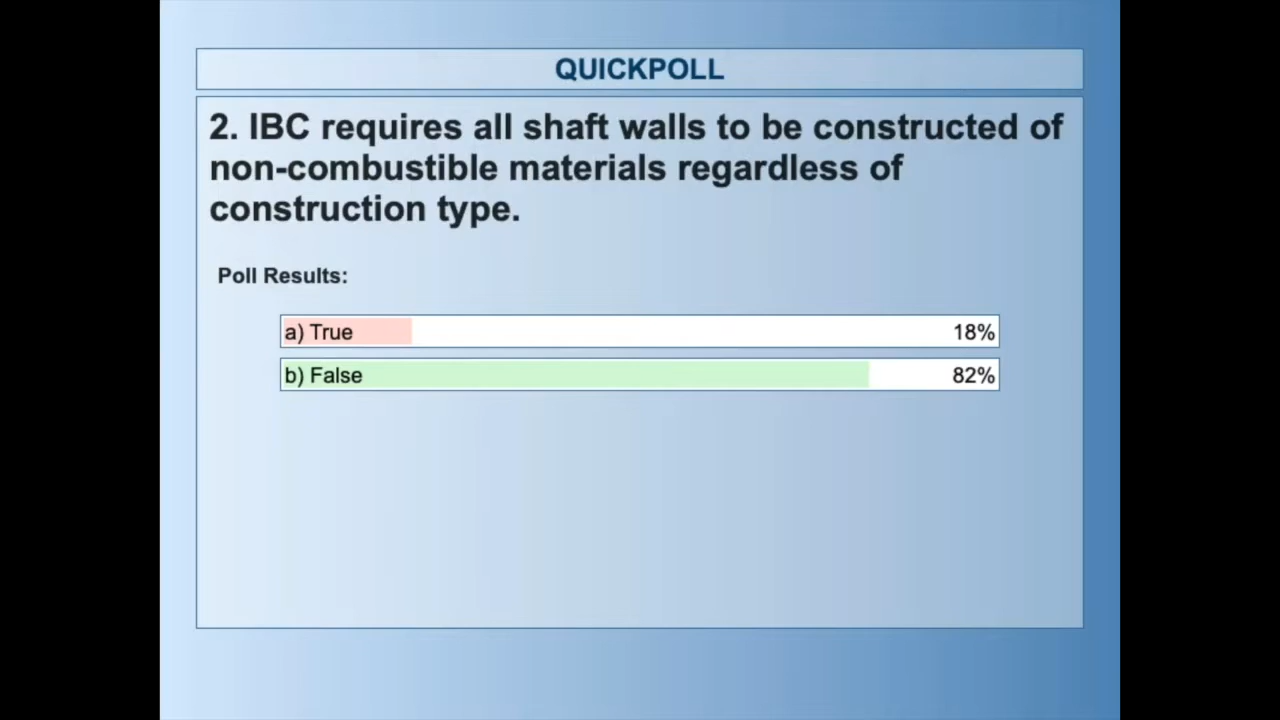 QUICKPOLL
2. IBC requires all shaft walls to be constructed of
non-combustible materials regardless of
construction type.
Poll Results:
a) True 18%
b) False 82%